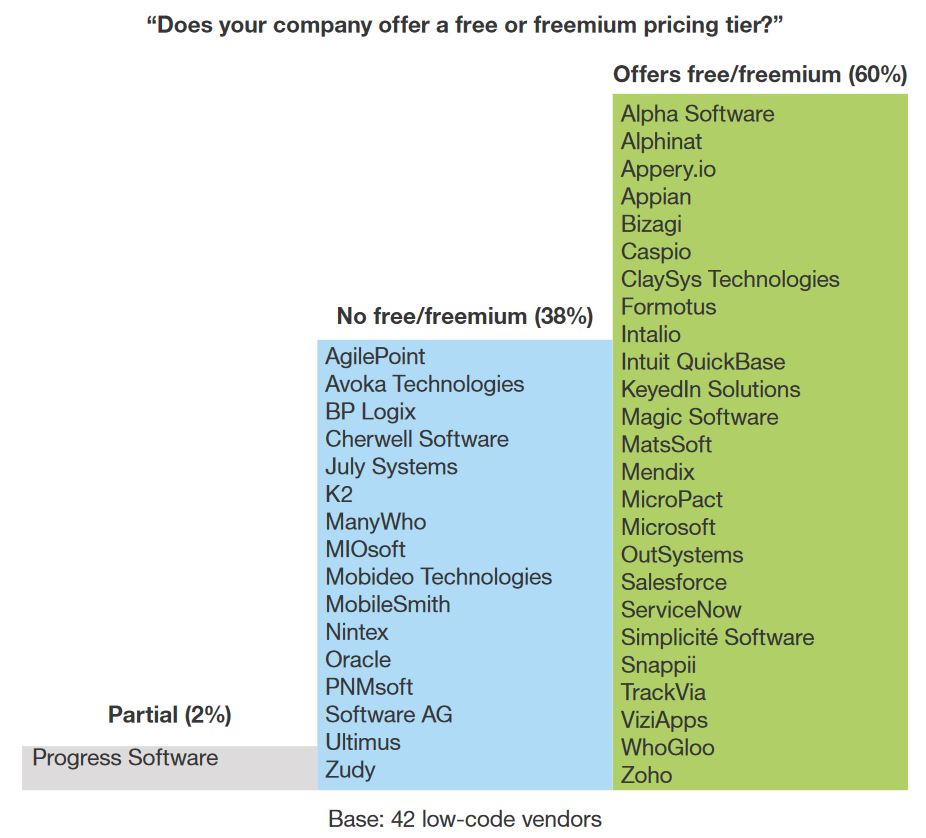 “Does your company offer a free or freemium pricing tier?”
Offers free/freemium (60%)
Alpha Software
Alphinat
Appery.io
Appian
Bizagi
Caspio
ClaySys Technologies
Formotus
Intalio
Intuit QuickBase
KeyedIn Solutions
Magic Software
MatsSoft
Mendix
MicroPact
Microsoft
OutSystems
Salesforce
ServiceNow
Simplicité Software
Snappii
TrackVia
ViziApps
WhoGloo
Zoho
No free/freemium (38%)
AgilePoint
Avoka Technologies
BP Logix
Cherwell Software
July Systems
K2
ManyWho
MIOsoft
Mobideo Technologies
MobileSmith
Nintex
Oracle
PNMsoft
Software AG
Ultimus
Zudy
Partial (2%)
Progress Software
Base: 42 low-code vendors